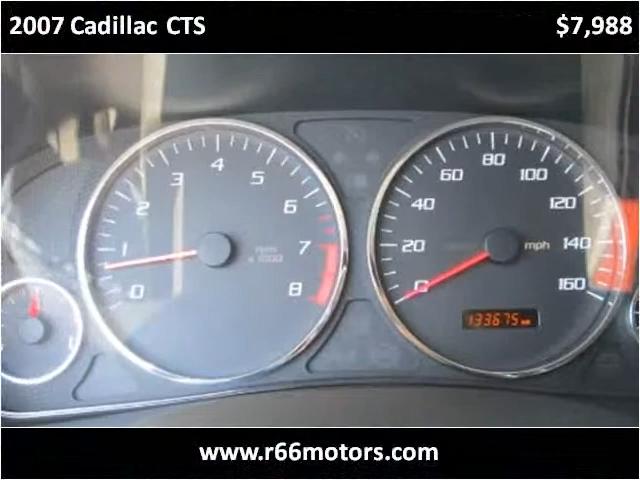 2007 Cadillac CTS $7,988
4
3 5
2 6
1 7
0 8
rpm
x 1000
80
60 100
40 120
20 mph 140
0 160
133675
www.r66motors.com